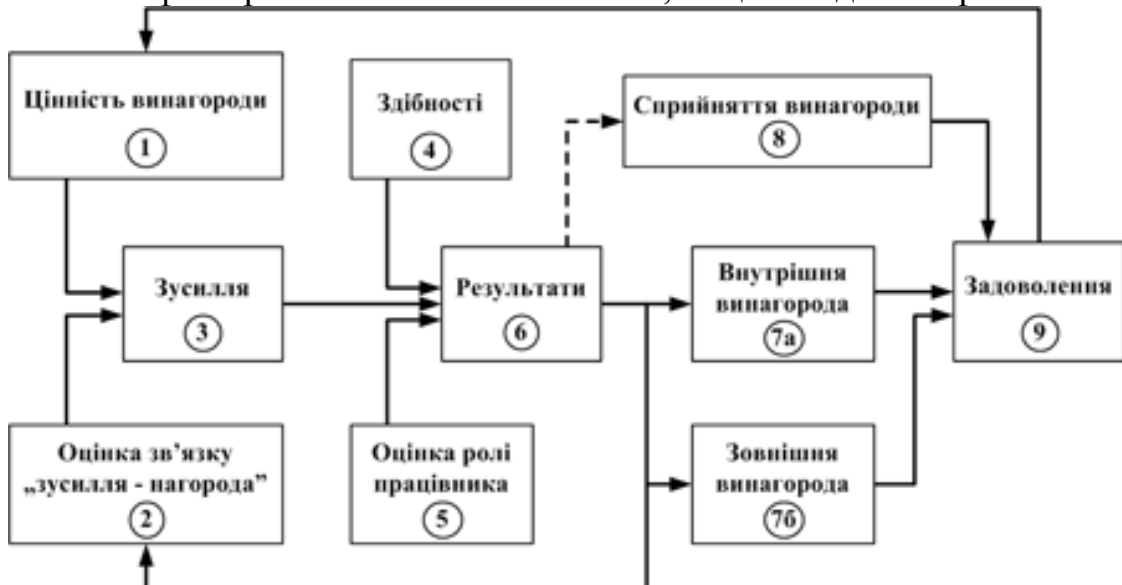 Цінність винагороди
1
Здібності
4
Сприйняття винагороди
8
Зусилля
3
Результати
6
Внутрішня
винагорода
7а
Задоволення
9
Оцінка зв’язку
„зусилля - нагорода”
2
Оцінка ролі
працівника
5
Зовнішня
винагорода
7б